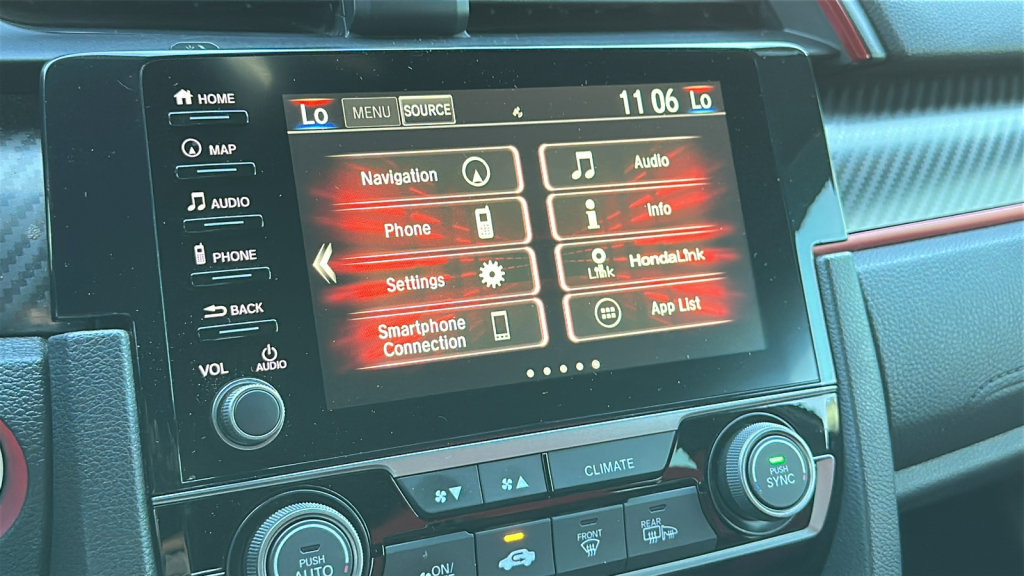 HOME
MAP
AUDIO
PHONE
BACK
VOL
AUDIO
Lo
MENU
SOURCE
11 06
Lo
Navigation
Audio
Phone
Info
Settings
Link
HondaLink
Smartphone
Connection
App List
CLIMATE
PUSH
SYNC
PUSH
AUTO
ON/
FRONT
REAR